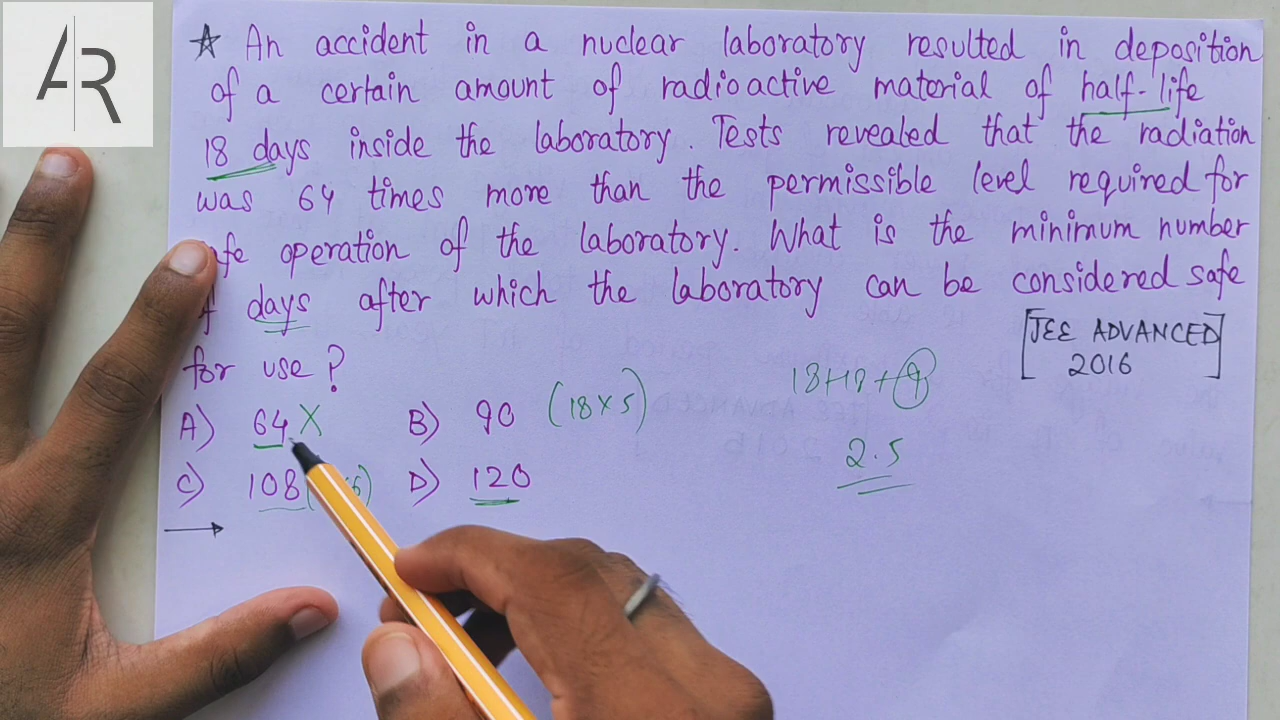 AR
☆ An accident in a nuclear laboratory resulted in deposition
of a certain amount of radioactive material of half-life
18 days inside the laboratory. Tests revealed that the radiation
was 64 times more than the permissible level required for
afe operation of the laboratory. What is the minimum number
f days after which the laboratory can be considered safe
for use?
[JEE ADVANCED
2016]
18+18+9
A) 64 X B) 90 (18×5)
2.5
C) 108 ( 6) D) 120
→